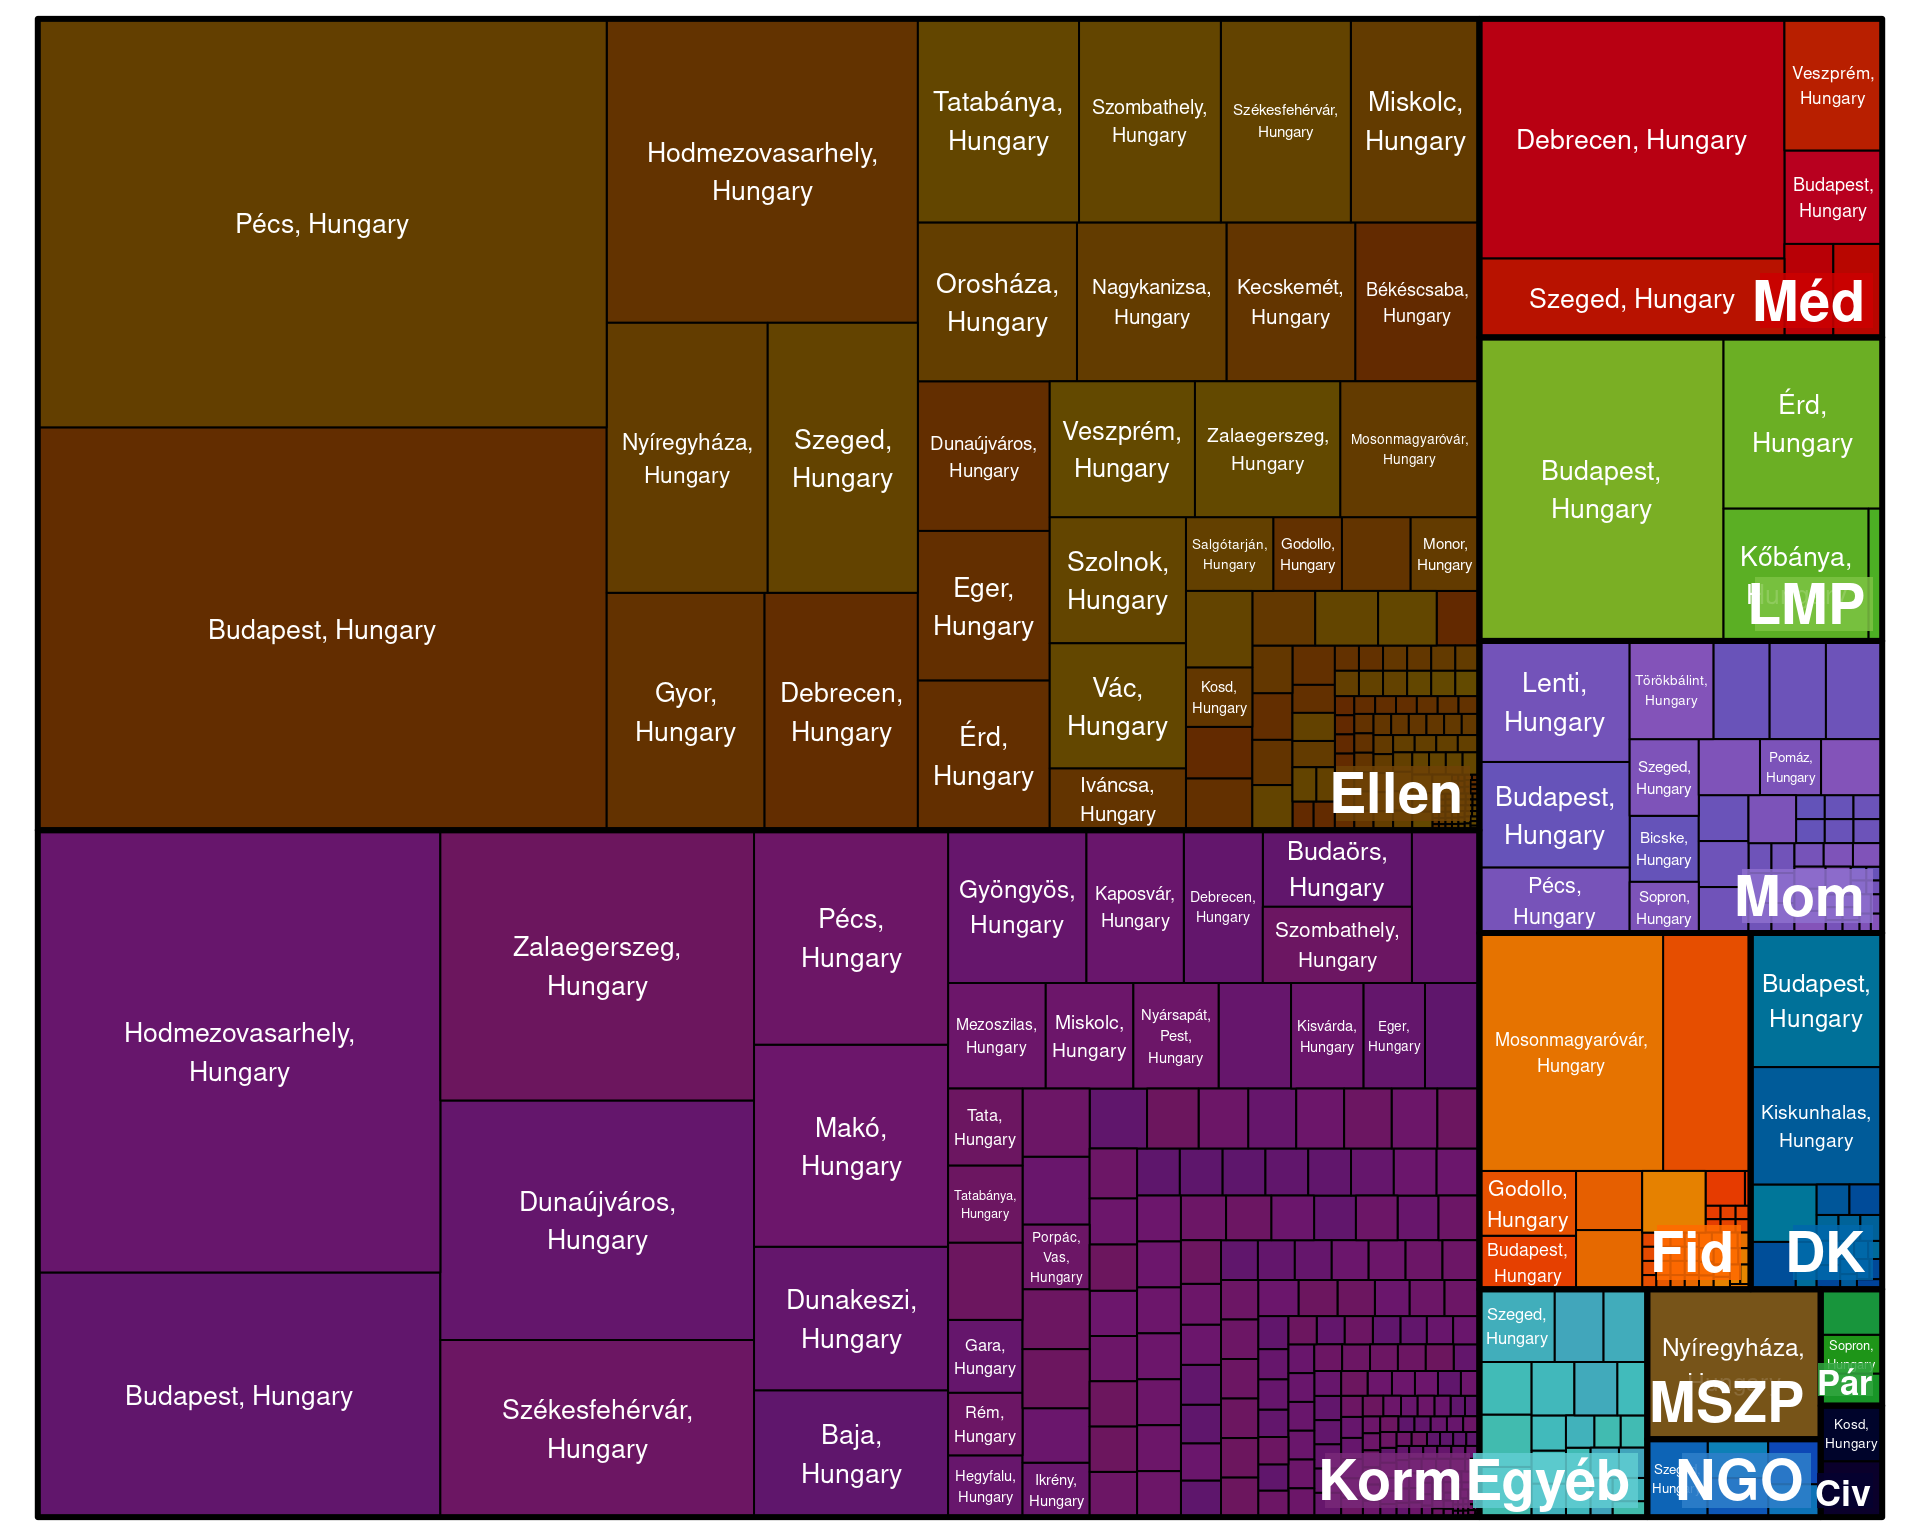 Pécs, Hungary
Budapest, Hungary
Hodmezovasarhely,
Hungary
Nyíregyháza,
Hungary
Szeged,
Hungary
Gyor,
Hungary
Debrecen,
Hungary
Tatabánya,
Hungary
Szombathely,
Hungary
Székesfehérvár,
Hungary
Miskolc,
Hungary
Orosháza,
Hungary
Nagykanizsa,
Hungary
Kecskemét,
Hungary
Békéscsaba,
Hungary
Dunaújváros,
Hungary
Eger,
Hungary
Érd,
Hungary
Veszprém,
Hungary
Zalaegerszeg,
Hungary
Mosonmagyaróvár,
Hungary
Szolnok,
Hungary
Vác,
Hungary
Iváncsa,
Hungary
Salgótarján,
Hungary
Godollo,
Hungary
Monor,
Hungary
Kosd,
Hungary
Ellen
Hodmezovasarhely,
Hungary
Budapest, Hungary
Zalaegerszeg,
Hungary
Dunaújváros,
Hungary
Székesfehérvár,
Hungary
Pécs,
Hungary
Makó,
Hungary
Dunakeszi,
Hungary
Baja,
Hungary
Gyöngyös,
Hungary
Kaposvár,
Hungary
Debrecen,
Hungary
Budaörs,
Hungary
Szombathely,
Hungary
Mezoszilas,
Hungary
Miskolc,
Hungary
Nyársapát,
Pest,
Hungary
Kisvárda,
Hungary
Eger,
Hungary
Tata,
Hungary
Tatabánya,
Hungary
Porpác,
Vas,
Hungary
Gara,
Hungary
Rém,
Hungary
Hegyfalu,
Hungary
Ikrény,
Hungary
Korm
Debrecen, Hungary
Szeged, Hungary
Veszprém,
Hungary
Budapest,
Hungary
Méd
Budapest,
Hungary
Érd,
Hungary
Kőbánya,
Hungary
LMP
Lenti,
Hungary
Budapest,
Hungary
Pécs,
Hungary
Törökbálint,
Hungary
Szeged,
Hungary
Pomáz,
Hungary
Bicske,
Hungary
Sopron,
Hungary
Mom
Mosonmagyaróvár,
Hungary
Godollo,
Hungary
Budapest,
Hungary
Fid
Budapest,
Hungary
Kiskunhalas,
Hungary
DK
Szeged,
Hungary
Egyéb
Nyíregyháza,
MSZP
NGO
Sopron,
Hungary
Pár
Kosd,
Hungary
Civ